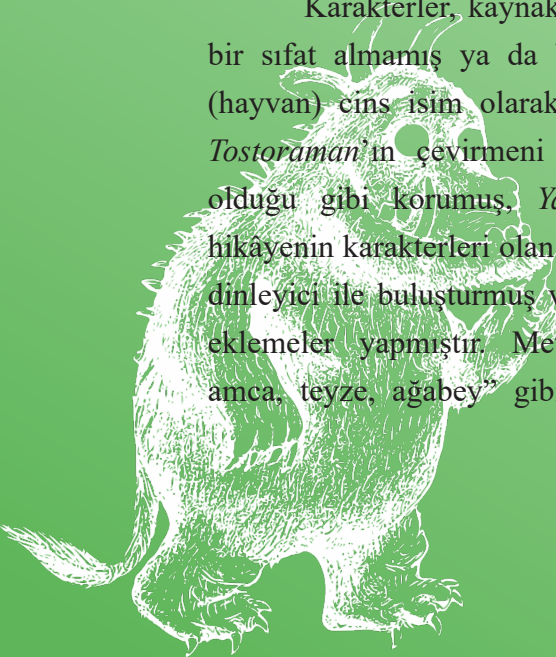 Karakterler, kaynak
bir sıfat almamış ya da
(hayvan) cins isim olarak
Tostoraman’ın çevirmeni
olduğu gibi korumuş,
hikâyenin karakterleri olan
dinleyici ile buluşturmuş
eklemeler yapmıştır.
amca, teyze, ağabey” gib